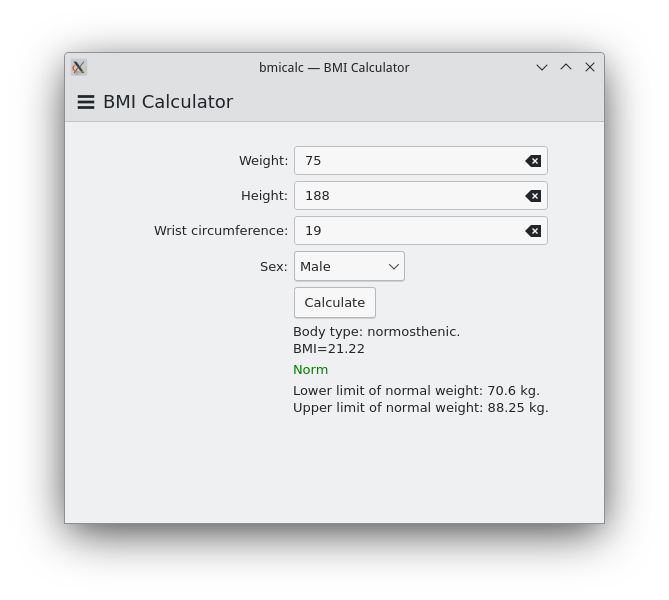 bmicalc — BMI Calculator
BMI Calculator
Weight: 75
Height: 188
Wrist circumference: 19
Sex: Male
Calculate
Body type: normosthenic.
BMI=21.22
Norm
Lower limit of normal weight: 70.6 kg.
Upper limit of normal weight: 88.25 kg.